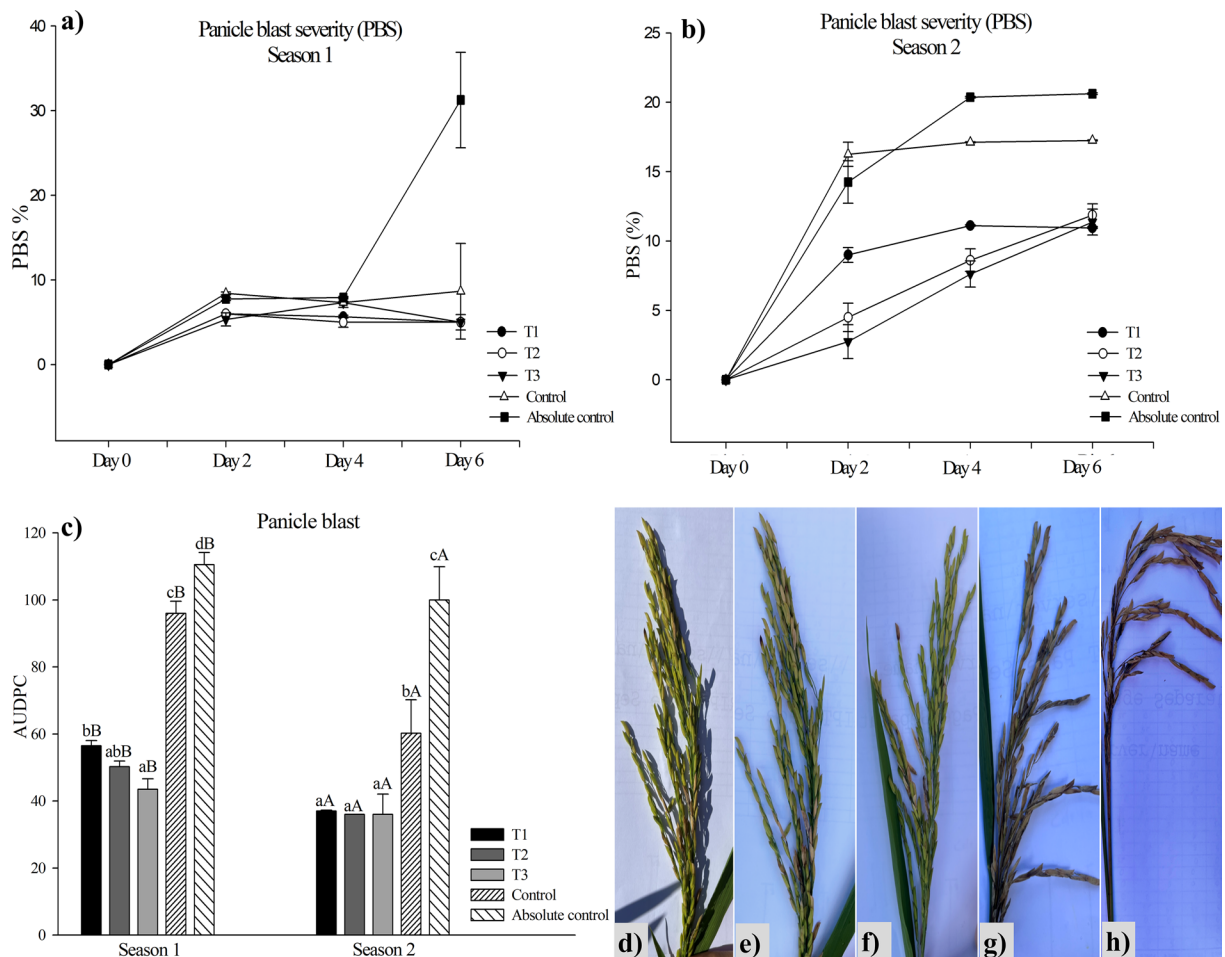 a)
Panicle blast severity (PBS)
Season 1
40
30
20
10
0
PBS %
T1
T2
T3
Control
Absolute control
Day 0
Day 2
Day 4
Day 6
b)
Panicle blast severity (PBS)
Season 2
25
20
15
10
5
0
PBS (%)
T1
T2
T3
Control
Absolute control
Day 0
Day 2
Day 4
Day 6
c)
Panicle blast
120
100
80
60
40
20
0
AUDPC
bB
abB
aB
cB
dB
aA
aA
aA
bA
cA
T1
T2
T3
Control
Absolute control
Season 1
Season 2
d)
e)
f)
g)
h)